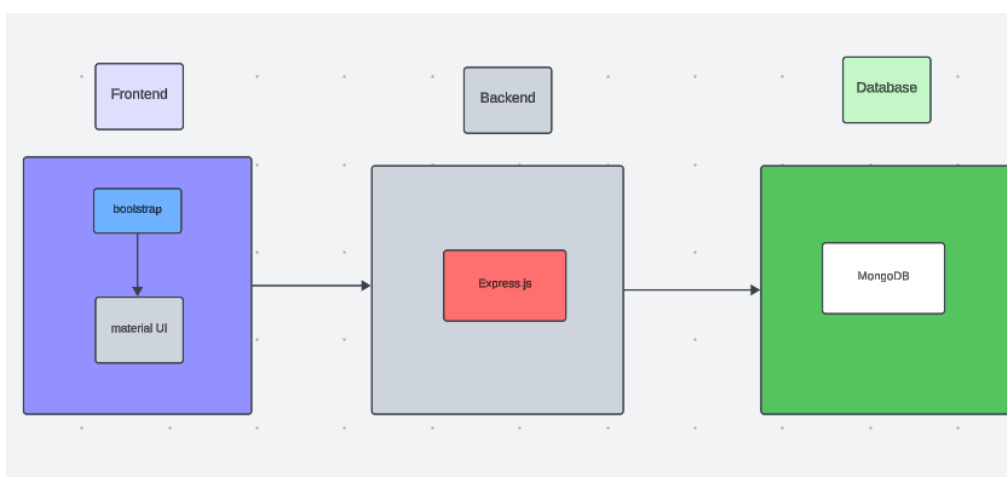 Frontend
Backend
Database
bootstrap
material UI
Express.js
MongoDB